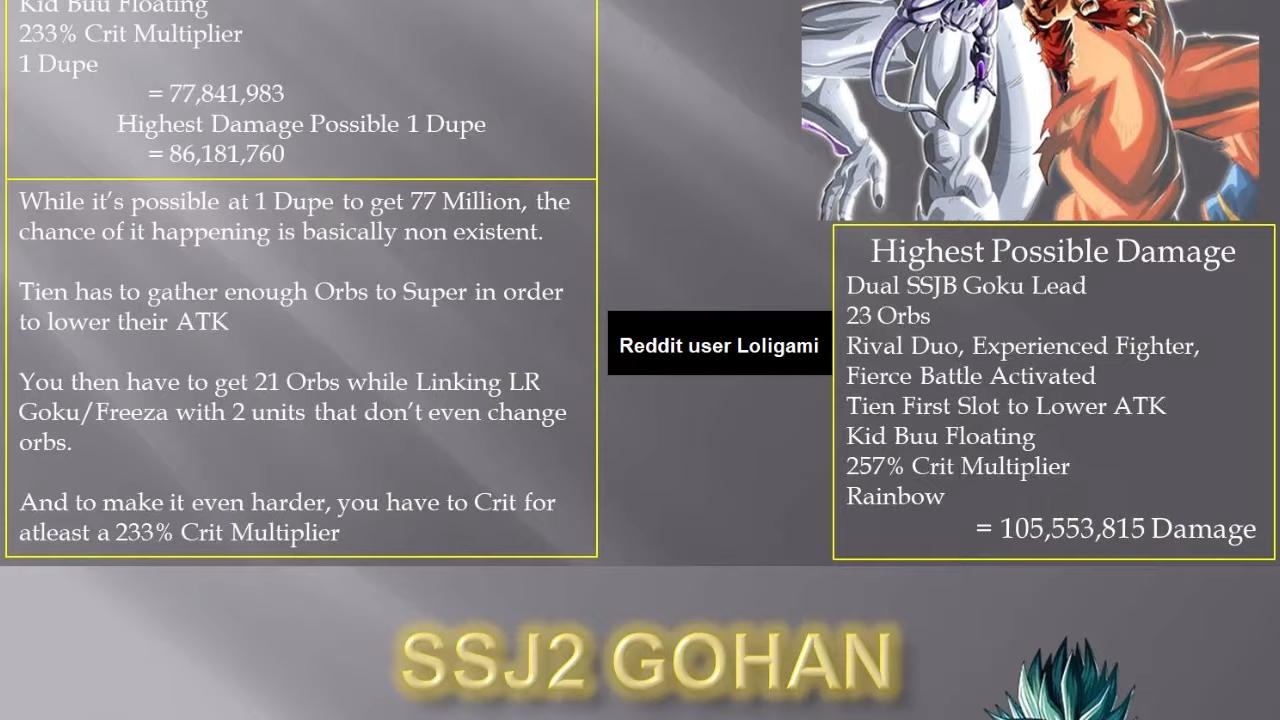 Kid Buu Floating
233% Crit Multiplier
1 Dupe
= 77,841,983
Highest Damage Possible 1 Dupe
= 86,181,760
While it’s possible at 1 Dupe to get 77 Million, the
chance of it happening is basically non existent.
Tien has to gather enough Orbs to Super in order
to lower their ATK
You then have to get 21 Orbs while Linking LR
Goku/Freeza with 2 units that don’t even change
orbs.
And to make it even harder, you have to Crit for
atleast a 233% Crit Multiplier
Reddit user Loligami
Highest Possible Damage
Dual SSJB Goku Lead
23 Orbs
Rival Duo, Experienced Fighter,
Fierce Battle Activated
Tien First Slot to Lower ATK
Kid Buu Floating
257% Crit Multiplier
Rainbow
= 105,553,815 Damage
SSJ2 GOHAN